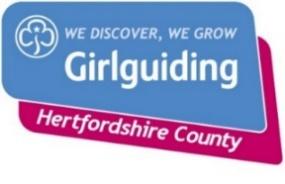 WE DISCOVER, WE GROW
Girlguiding
Hertfordshire County